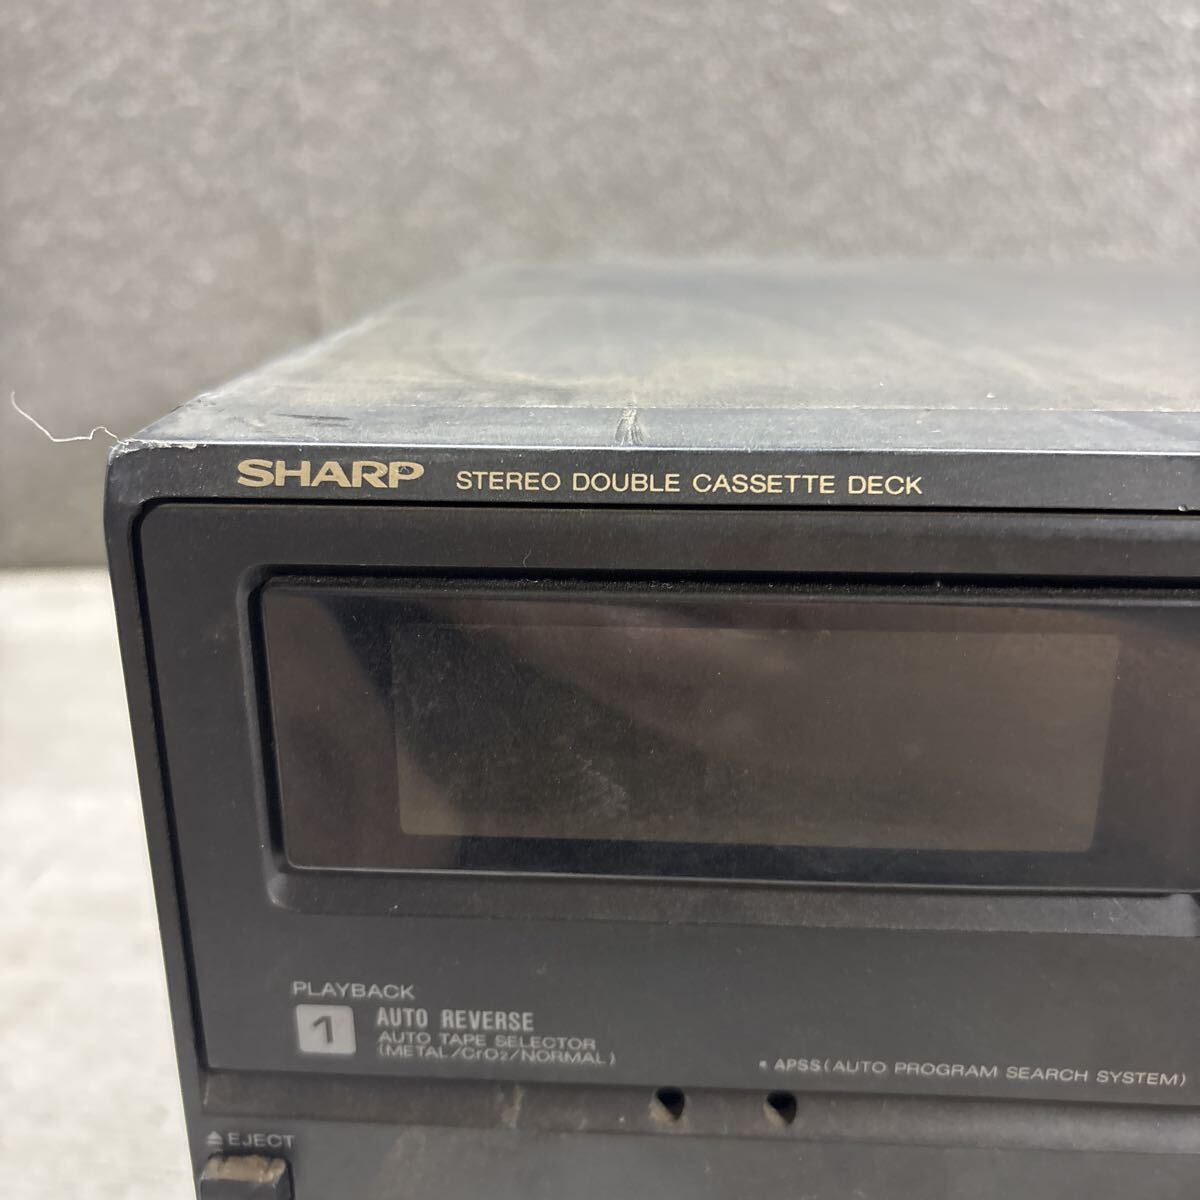 SHARP STEREO DOUBLE CASSETTE DECK
PLAYBACK
1 AUTO REVERSE
AUTO TAPE SELECTOR
(METAL/CrO2/NORMAL)
• APSS (AUTO PROGRAM SEARCH SYSTEM)
⏏ EJECT